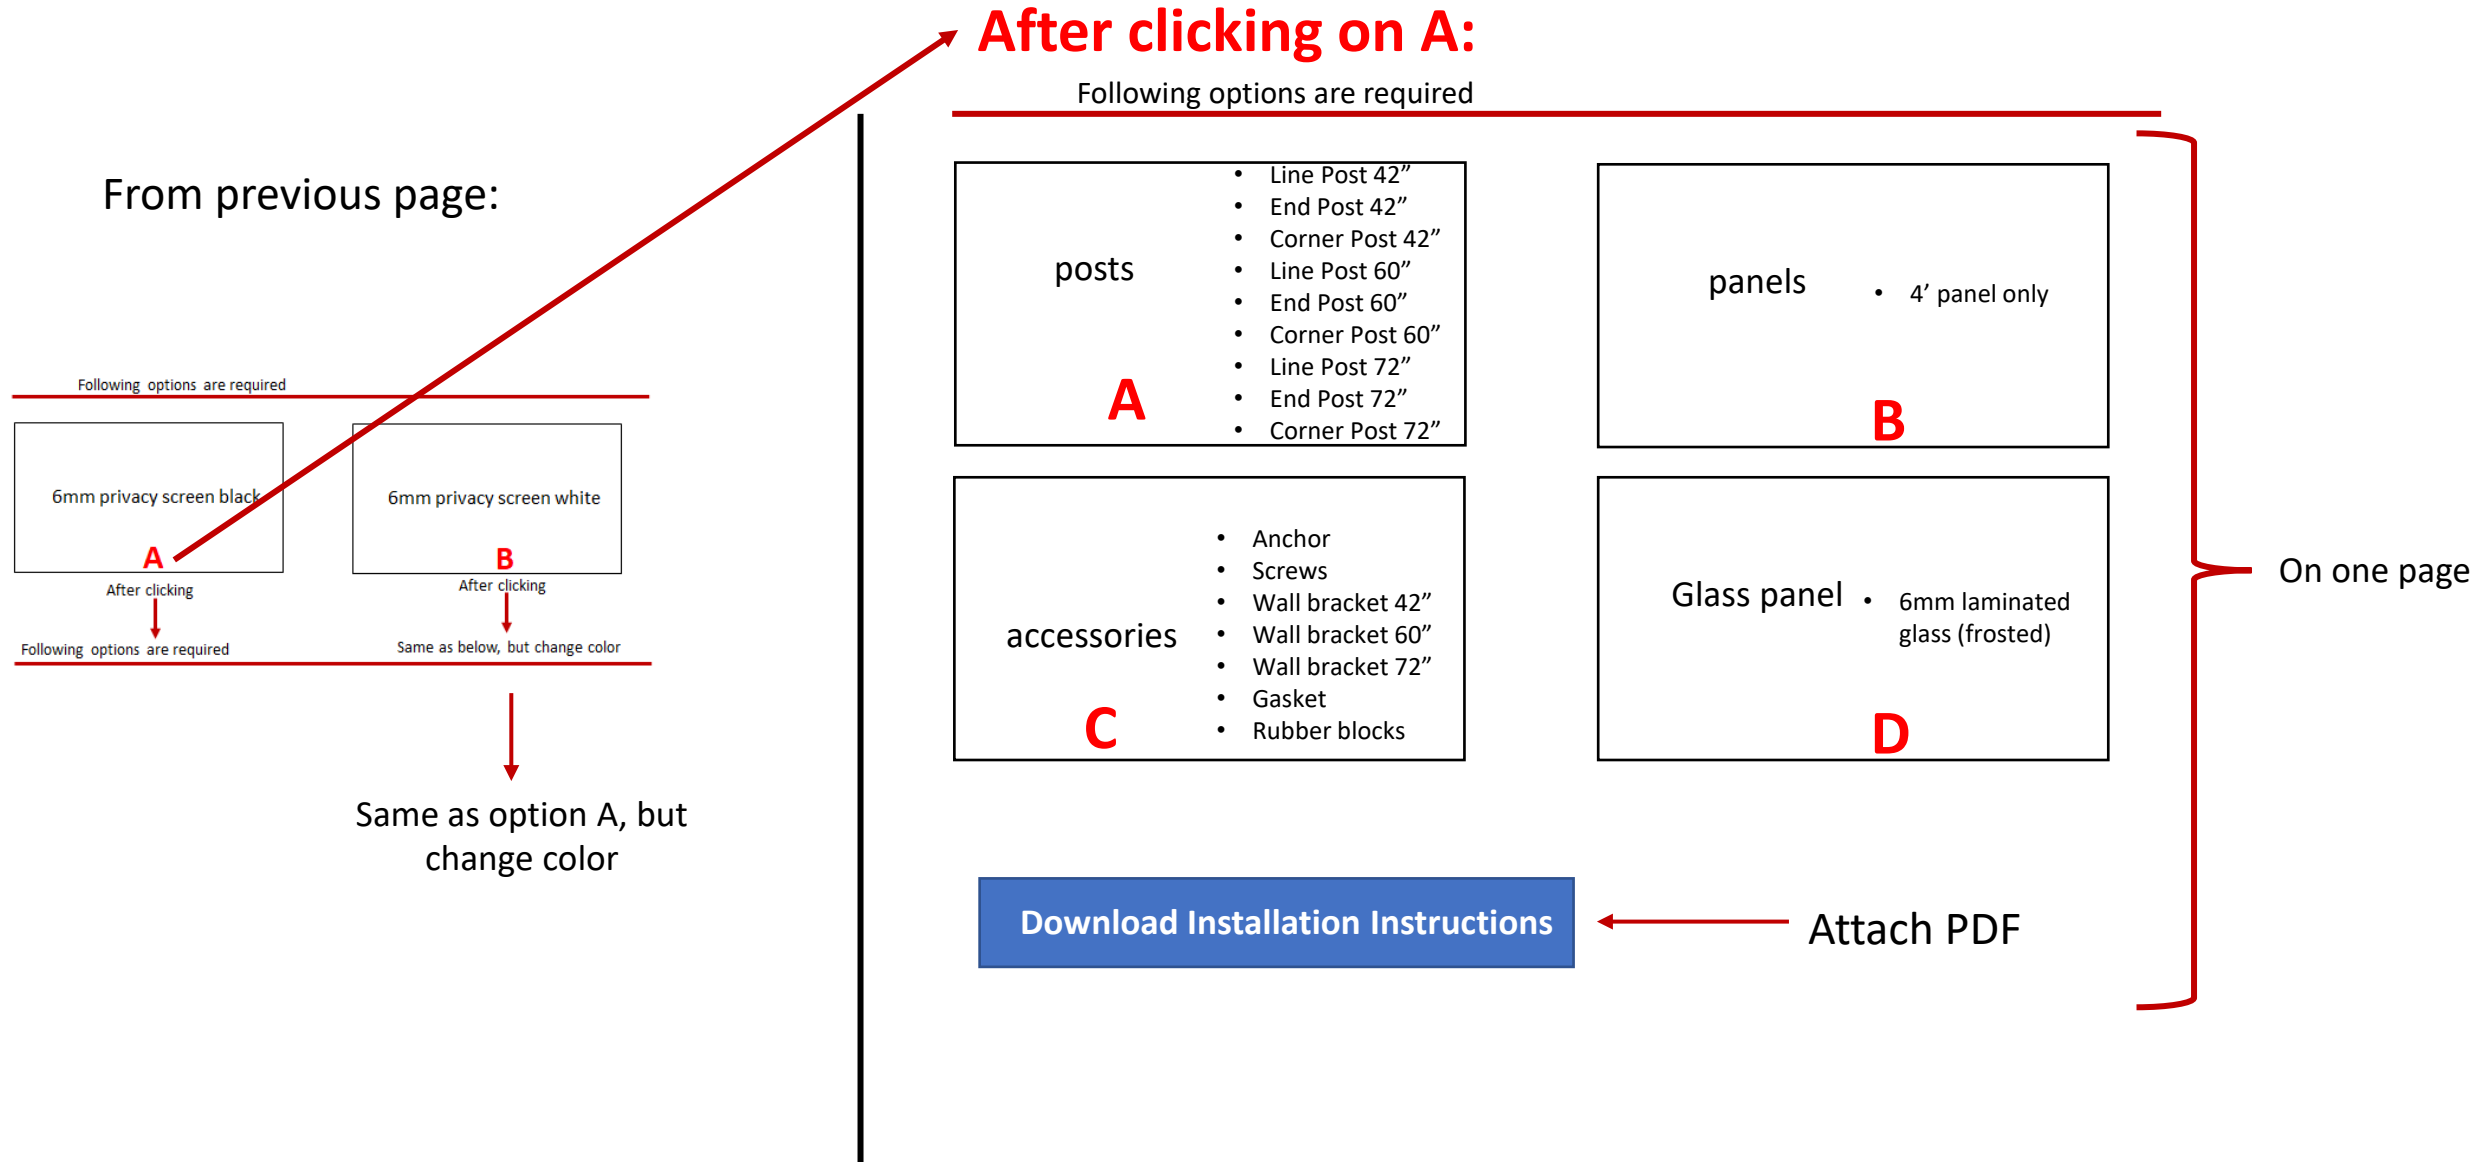 From previous page:
Following options are required
6mm privacy screen black
A
After clicking
Following options are required
6mm privacy screen white
B
After clicking
Same as below, but change color
Same as option A, but
change color
After clicking on A:
Following options are required
posts
A
• Line Post 42”
• End Post 42”
• Corner Post 42”
• Line Post 60”
• End Post 60”
• Corner Post 60”
• Line Post 72”
• End Post 72”
• Corner Post 72”
panels
• 4’ panel only
B
accessories
C
• Anchor
• Screws
• Wall bracket 42”
• Wall bracket 60”
• Wall bracket 72”
• Gasket
• Rubber blocks
Glass panel
• 6mm laminated
glass (frosted)
D
On one page
Download Installation Instructions
Attach PDF